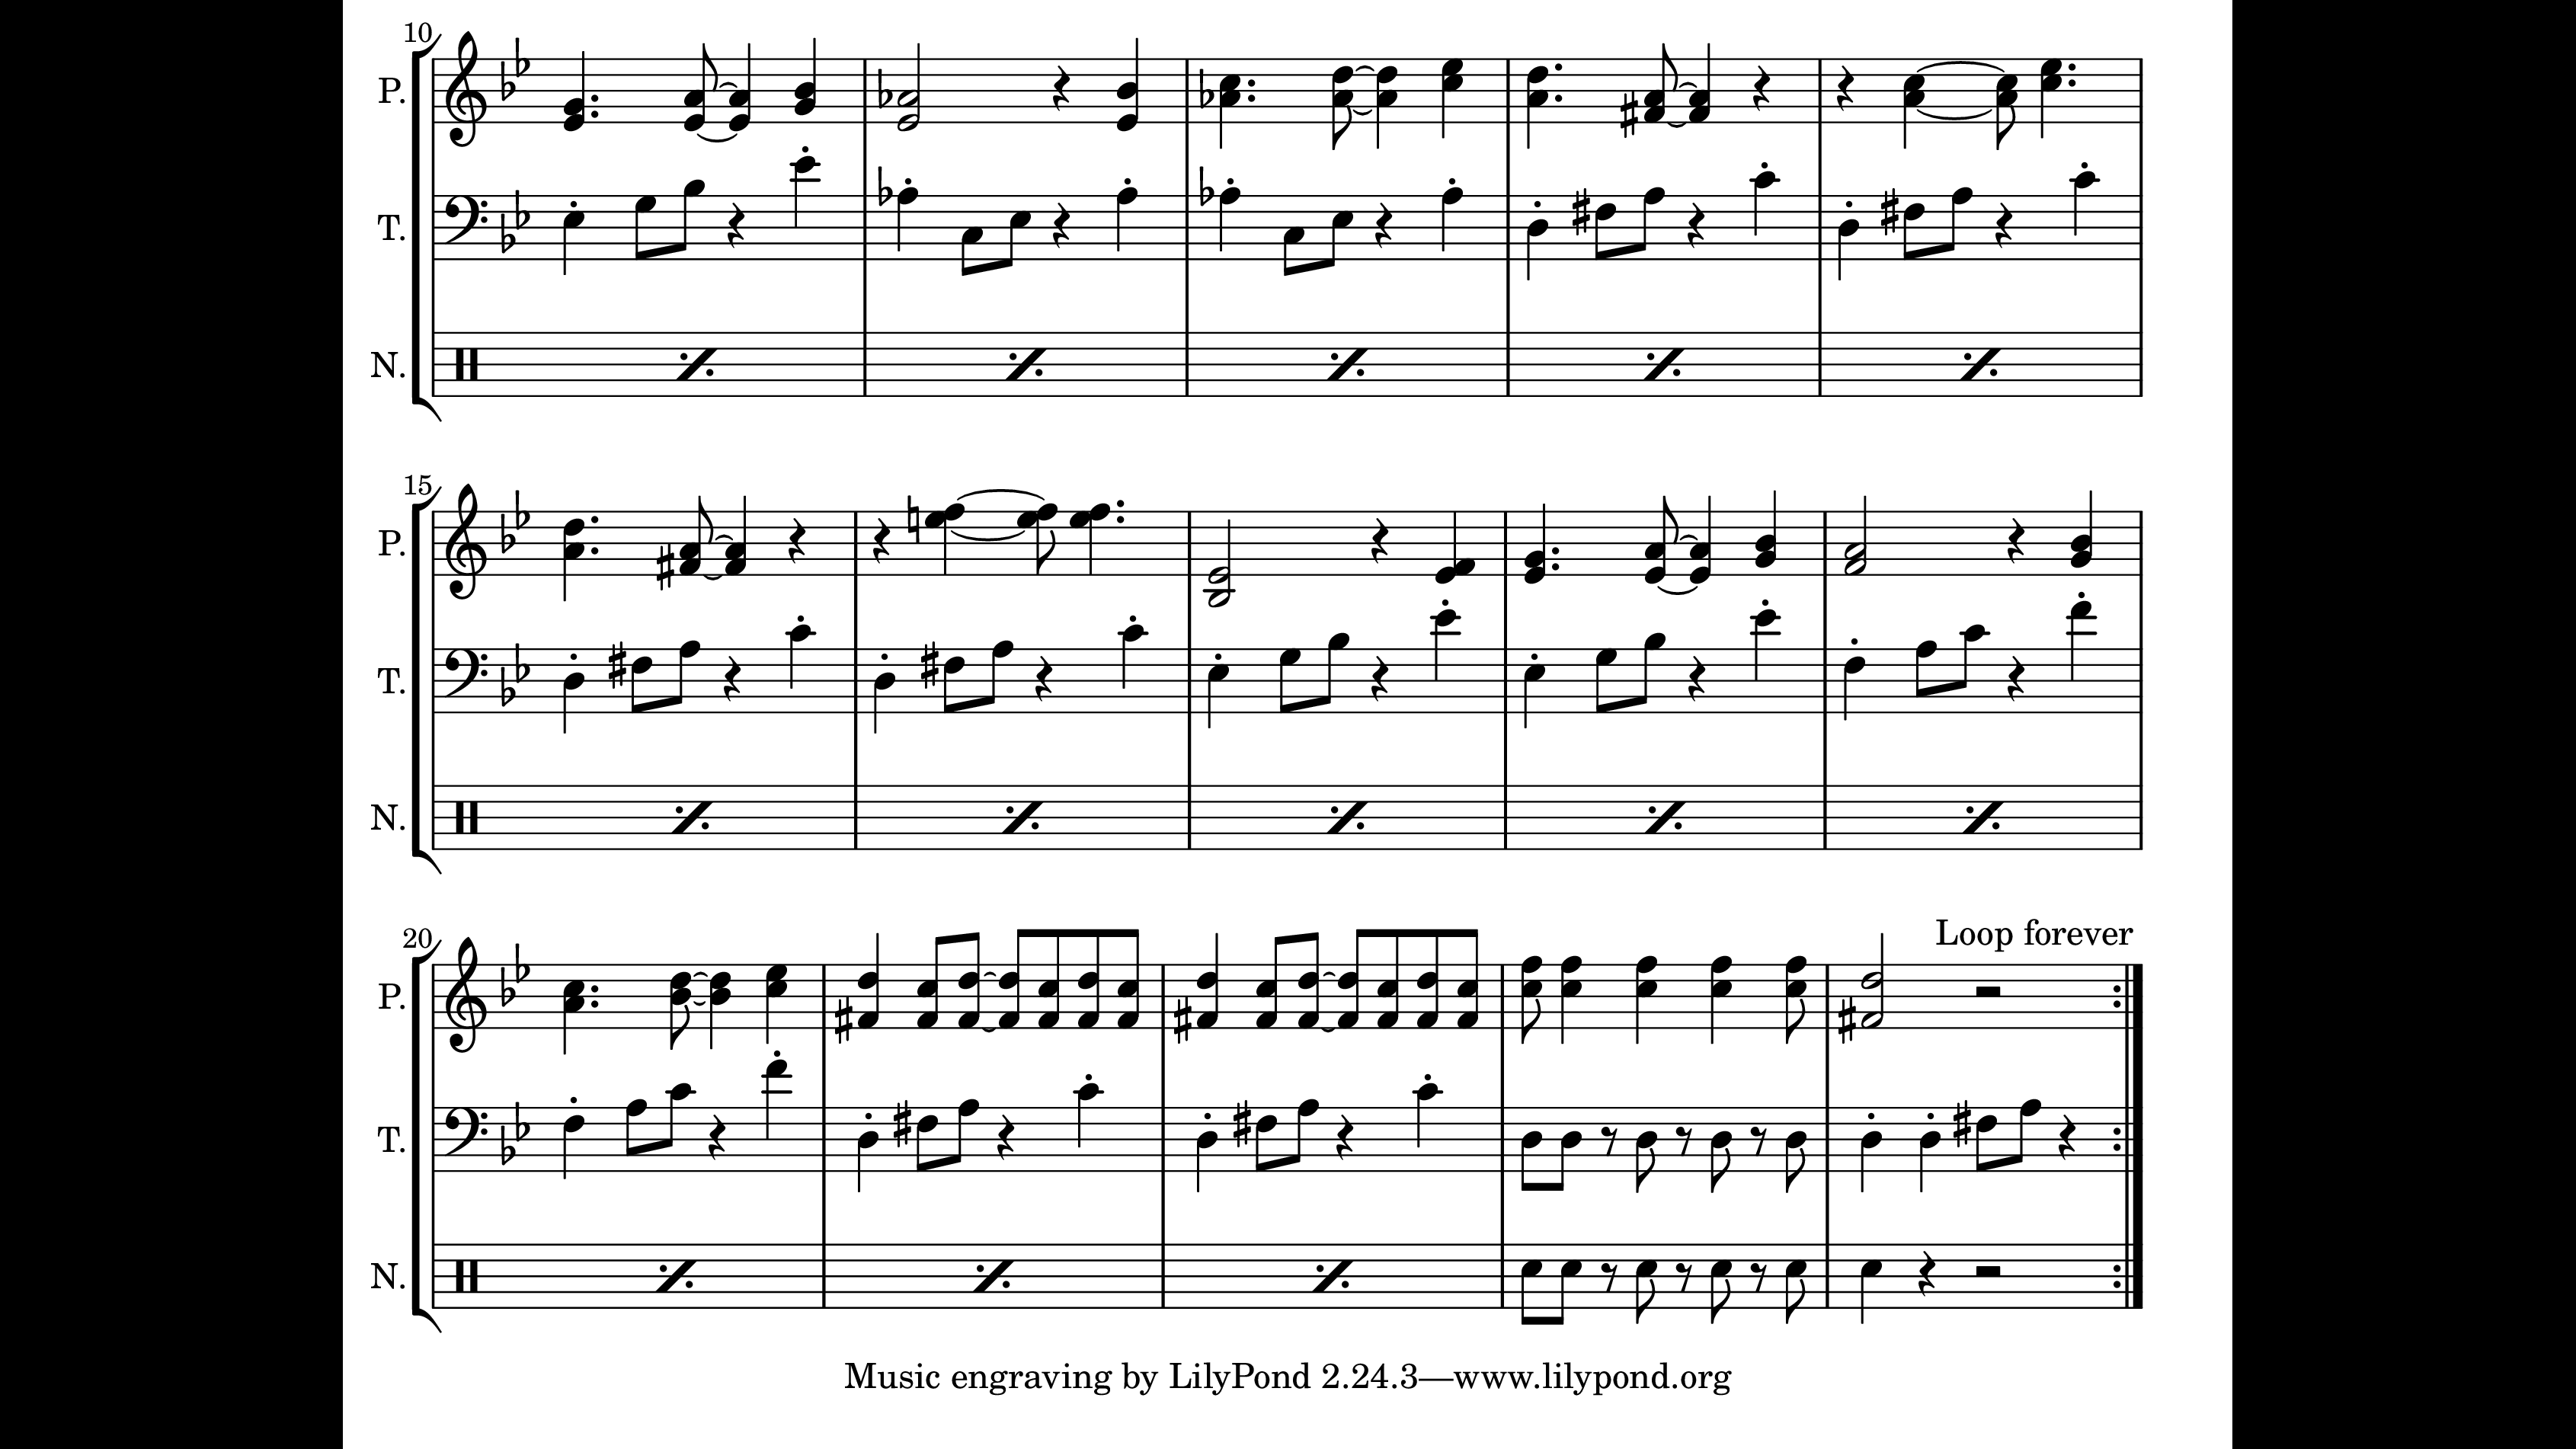 10
P.
T.
N.
15
P.
T.
N.
Loop forever
20
P.
T.
N.
Music engraving by LilyPond 2.24.3—www.lilypond.org